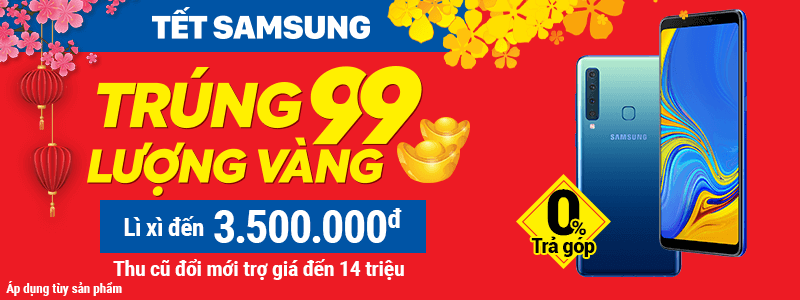 TẾT SAMSUNG
TRÚNG 99
LƯỢNG VÀNG
Lì xì đến 3.500.000đ
Thu cũ đổi mới trợ giá đến 14 triệu
Áp dụng tùy sản phẩm
SAMSUNG
0%
Trả góp